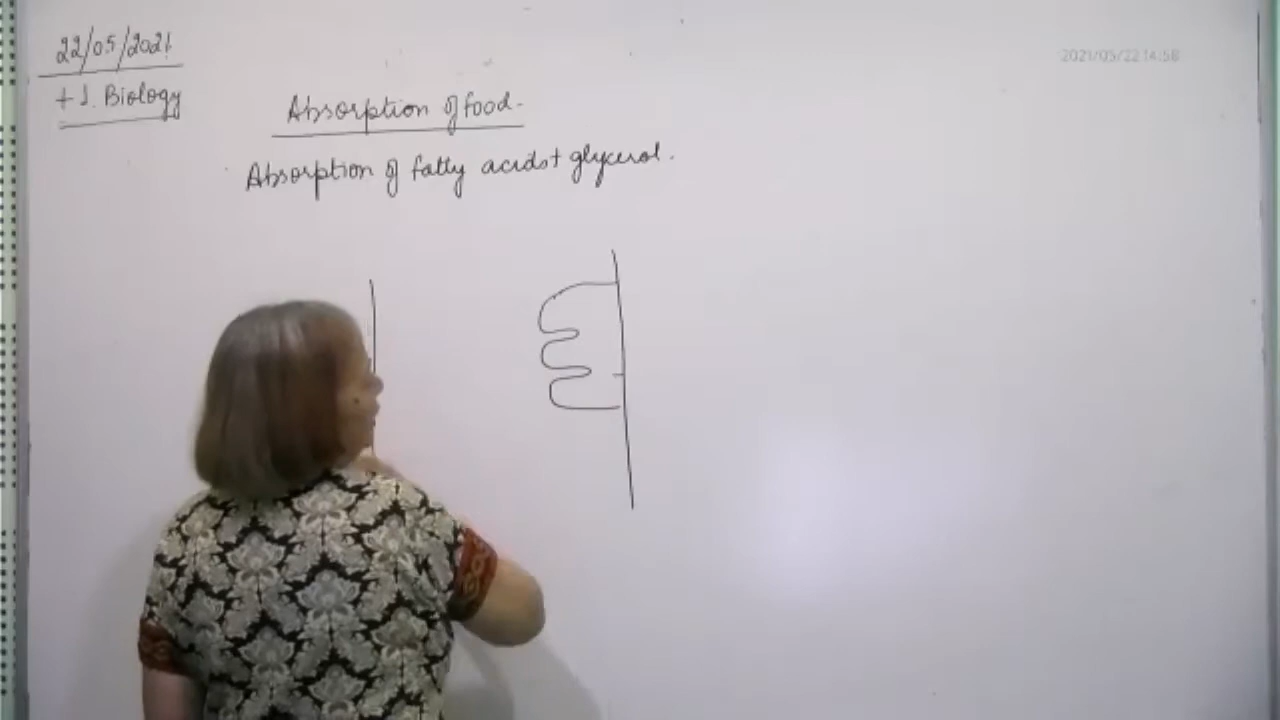 22/05/2021
2021/05/22 14:58
+1. Biology
Absorption of food.
Absorption of fatty acids + glycerol.